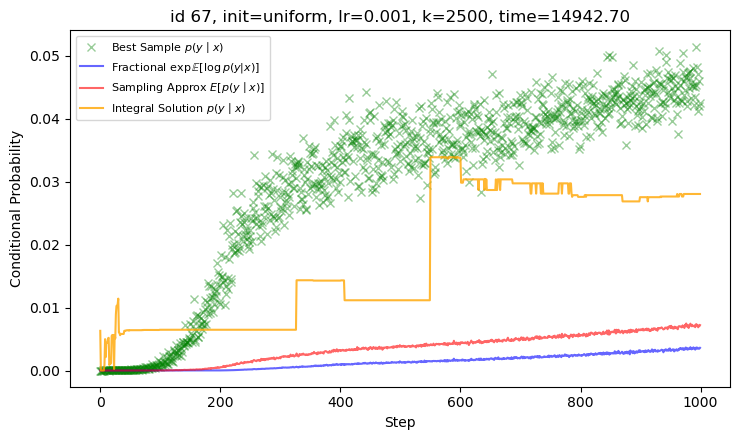 id 67, init=uniform, lr=0.001, k=2500, time=14942.70
Best Sample p(y | x)
Fractional exp𝔼[log p(y|x)]
Sampling Approx E[p(y | x)]
Integral Solution p(y | x)
Conditional Probability
0.05
0.04
0.03
0.02
0.01
0.00
0 200 400 600 800 1000
Step